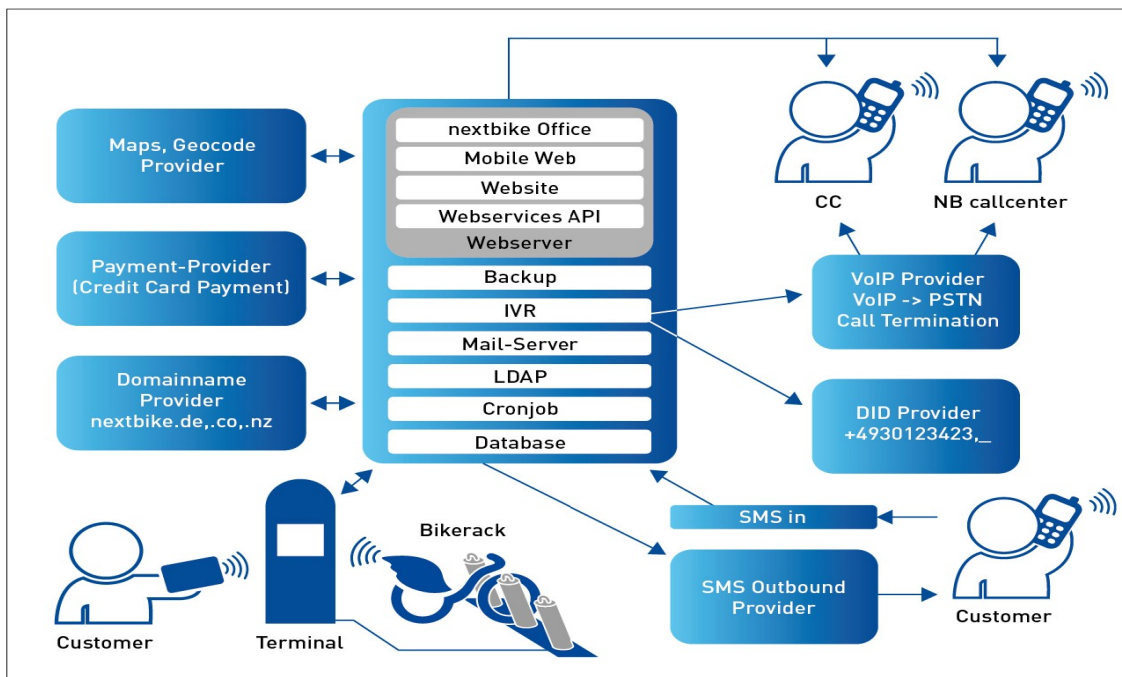 Maps, Geocode
Provider
Payment-Provider
(Credit Card Payment)
Domainname
Provider
nextbike.de,.co,.nz
nextbike Office
Mobile Web
Website
Webservices API
Webserver
Backup
IVR
Mail-Server
LDAP
Cronjob
Database
CC
NB callcenter
VoIP Provider
VoIP -> PSTN
Call Termination
DID Provider
+4930123423,_
SMS in
SMS Outbound
Provider
Customer
Bikerack
Customer
Terminal